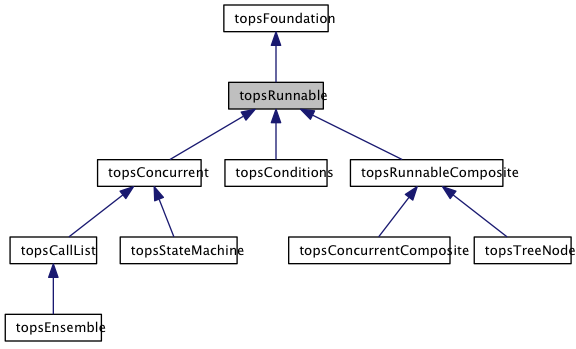 topsFoundation
topsRunnable
topsConcurrent
topsConditions
topsRunnableComposite
topsCallList
topsStateMachine
topsConcurrentComposite
topsTreeNode
topsEnsemble